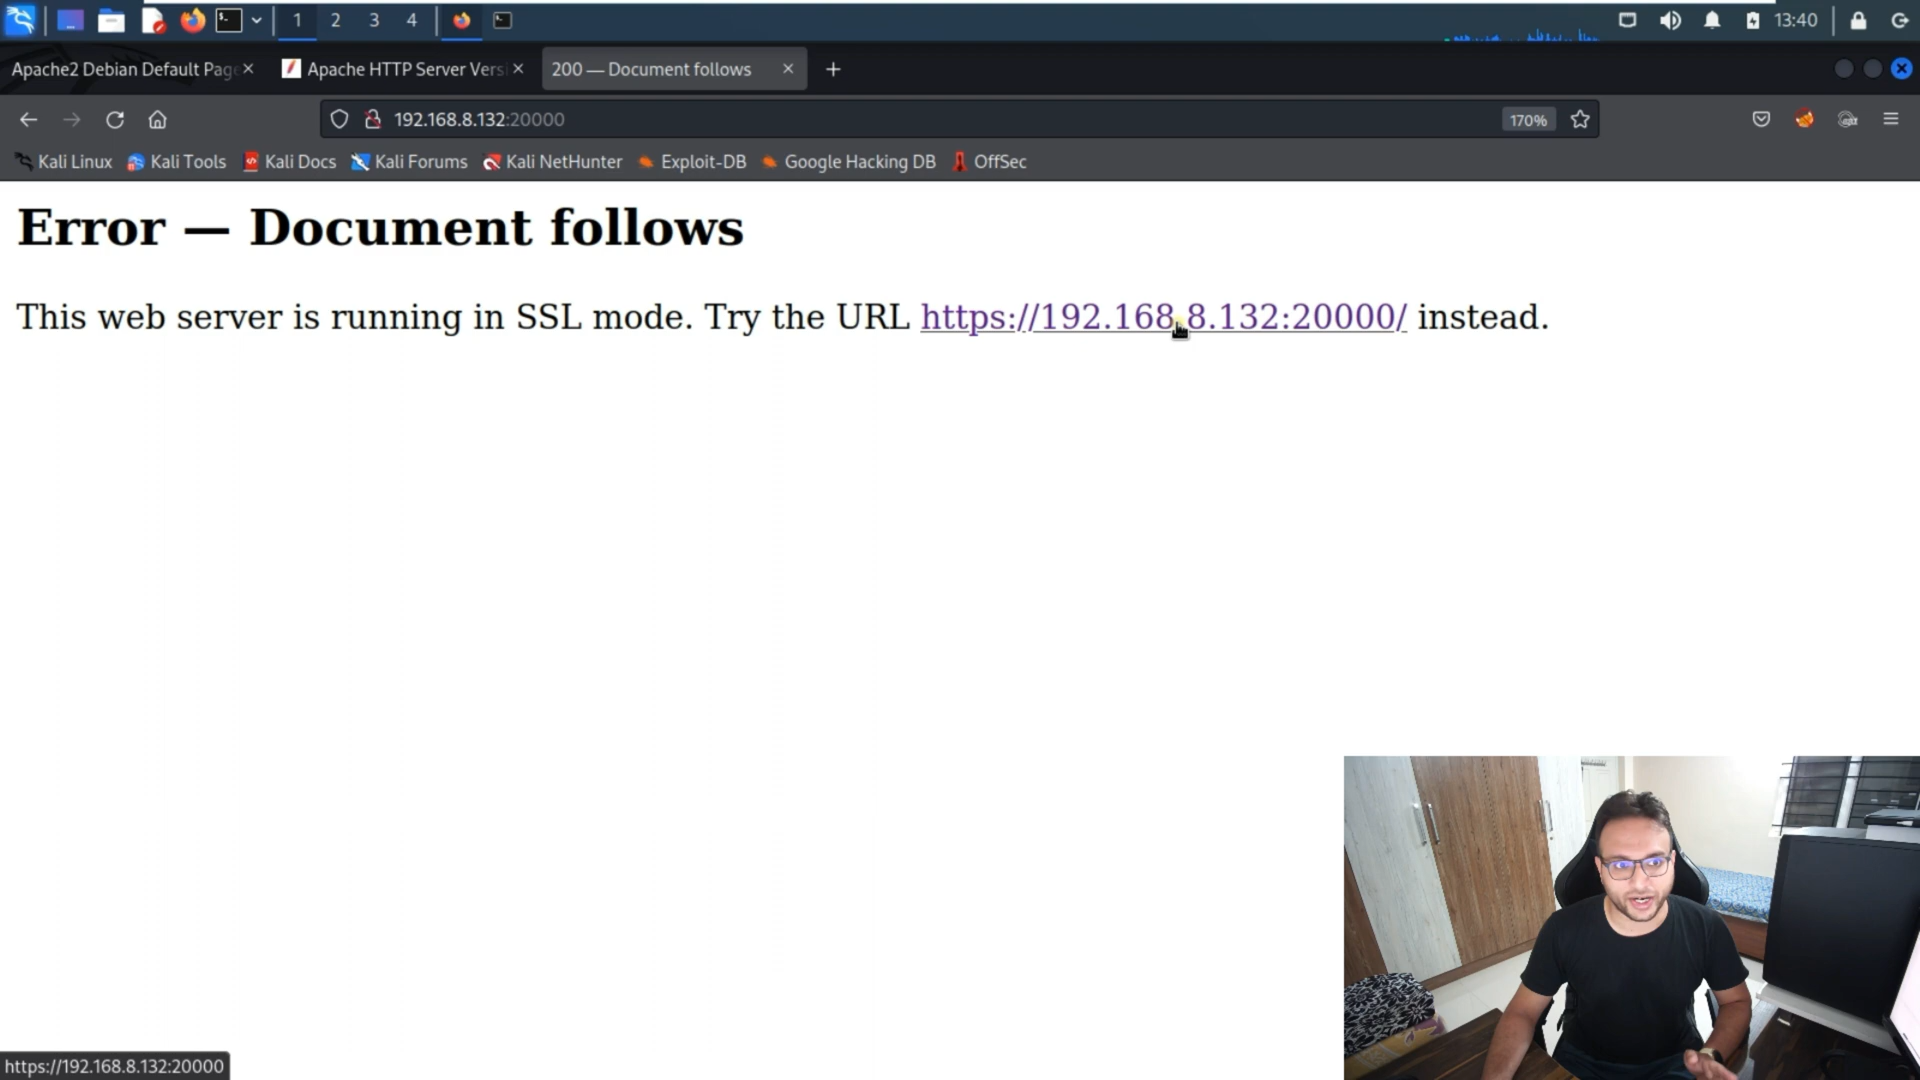 1 2 3 4 13:40
Apache2 Debian Default Pag
Apache HTTP Server Versi
200 — Document follows
192.168.8.132:20000
170%
Kali Linux
Kali Tools
Kali Docs
Kali Forums
Kali NetHunter
Exploit-DB
Google Hacking DB
OffSec
Error — Document follows
This web server is running in SSL mode. Try the URL https://192.168.8.132:20000/ instead.
https://192.168.8.132:20000